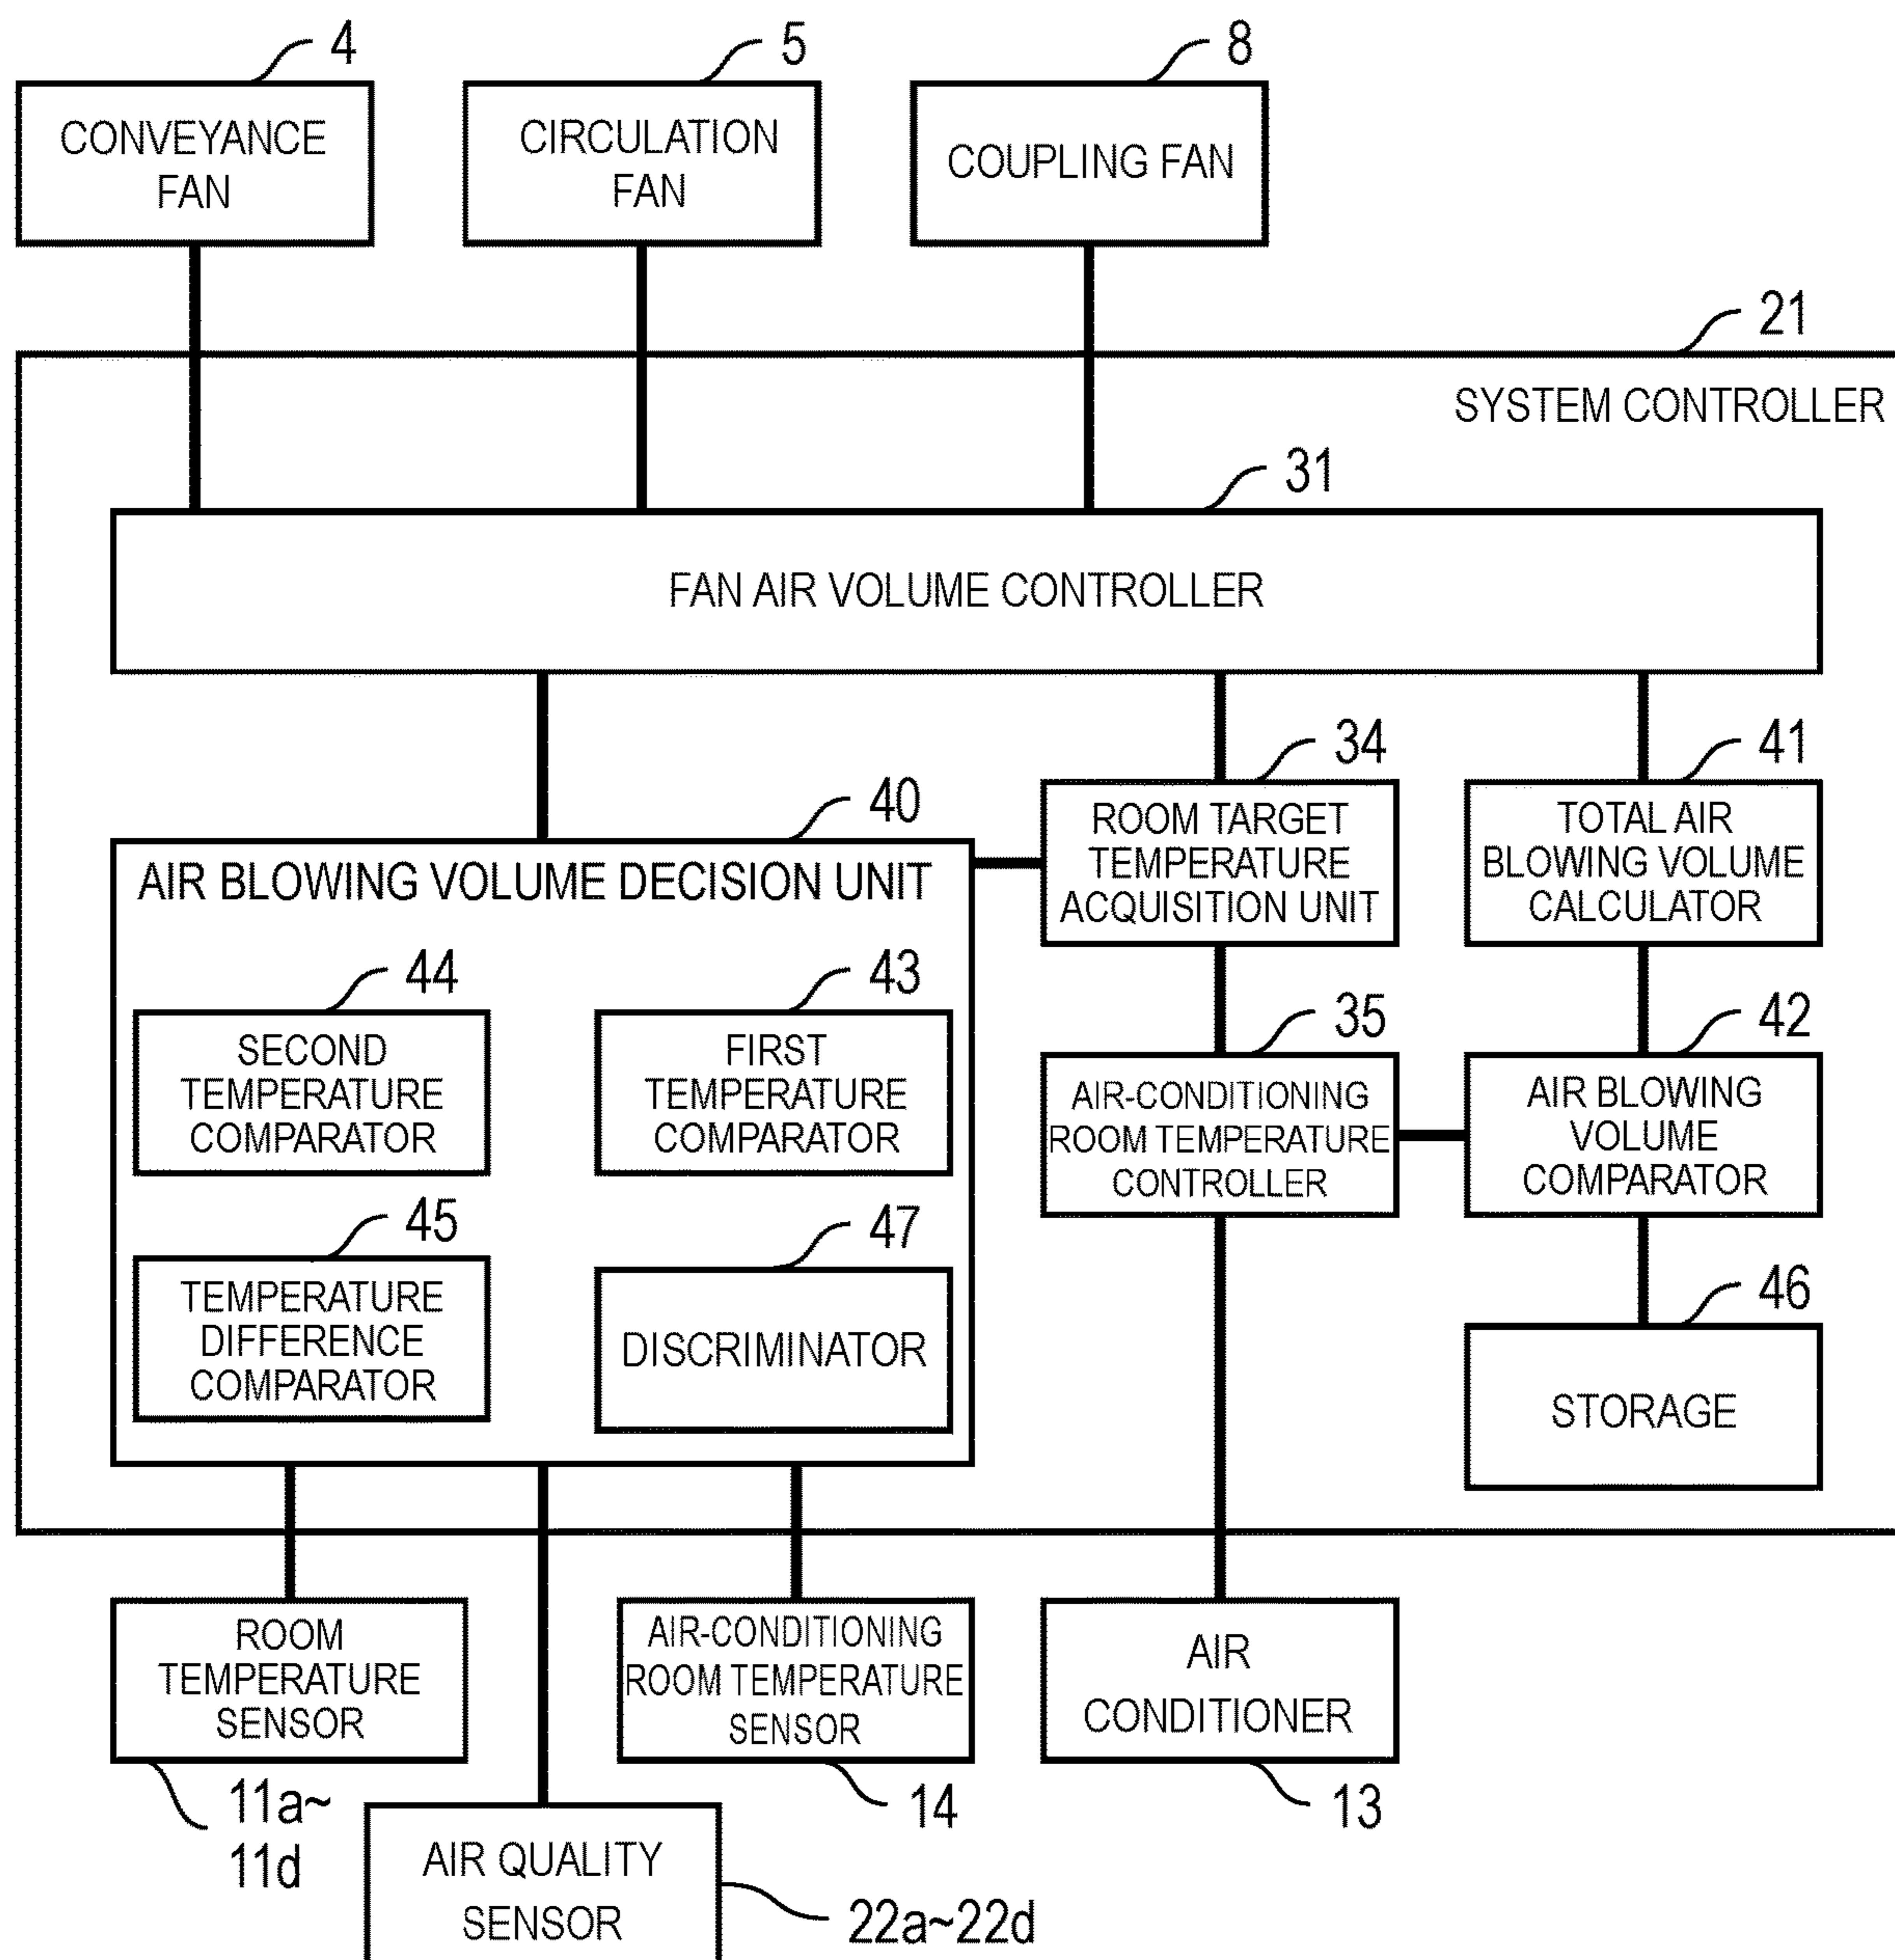 4
5
8
CONVEYANCE
FAN
CIRCULATION
FAN
COUPLING FAN
21
SYSTEM CONTROLLER
31
FAN AIR VOLUME CONTROLLER
40
AIR BLOWING VOLUME DECISION UNIT
34
ROOM TARGET
TEMPERATURE
ACQUISITION UNIT
41
TOTAL AIR
BLOWING VOLUME
CALCULATOR
44
SECOND
TEMPERATURE
COMPARATOR
43
FIRST
TEMPERATURE
COMPARATOR
35
AIR-CONDITIONING
ROOM TEMPERATURE
CONTROLLER
42
AIR BLOWING
VOLUME
COMPARATOR
45
TEMPERATURE
DIFFERENCE
COMPARATOR
47
DISCRIMINATOR
46
STORAGE
ROOM
TEMPERATURE
SENSOR
11a~
11d
AIR QUALITY
SENSOR
22a~22d
AIR-CONDITIONING
ROOM TEMPERATURE
SENSOR
14
AIR
CONDITIONER
13